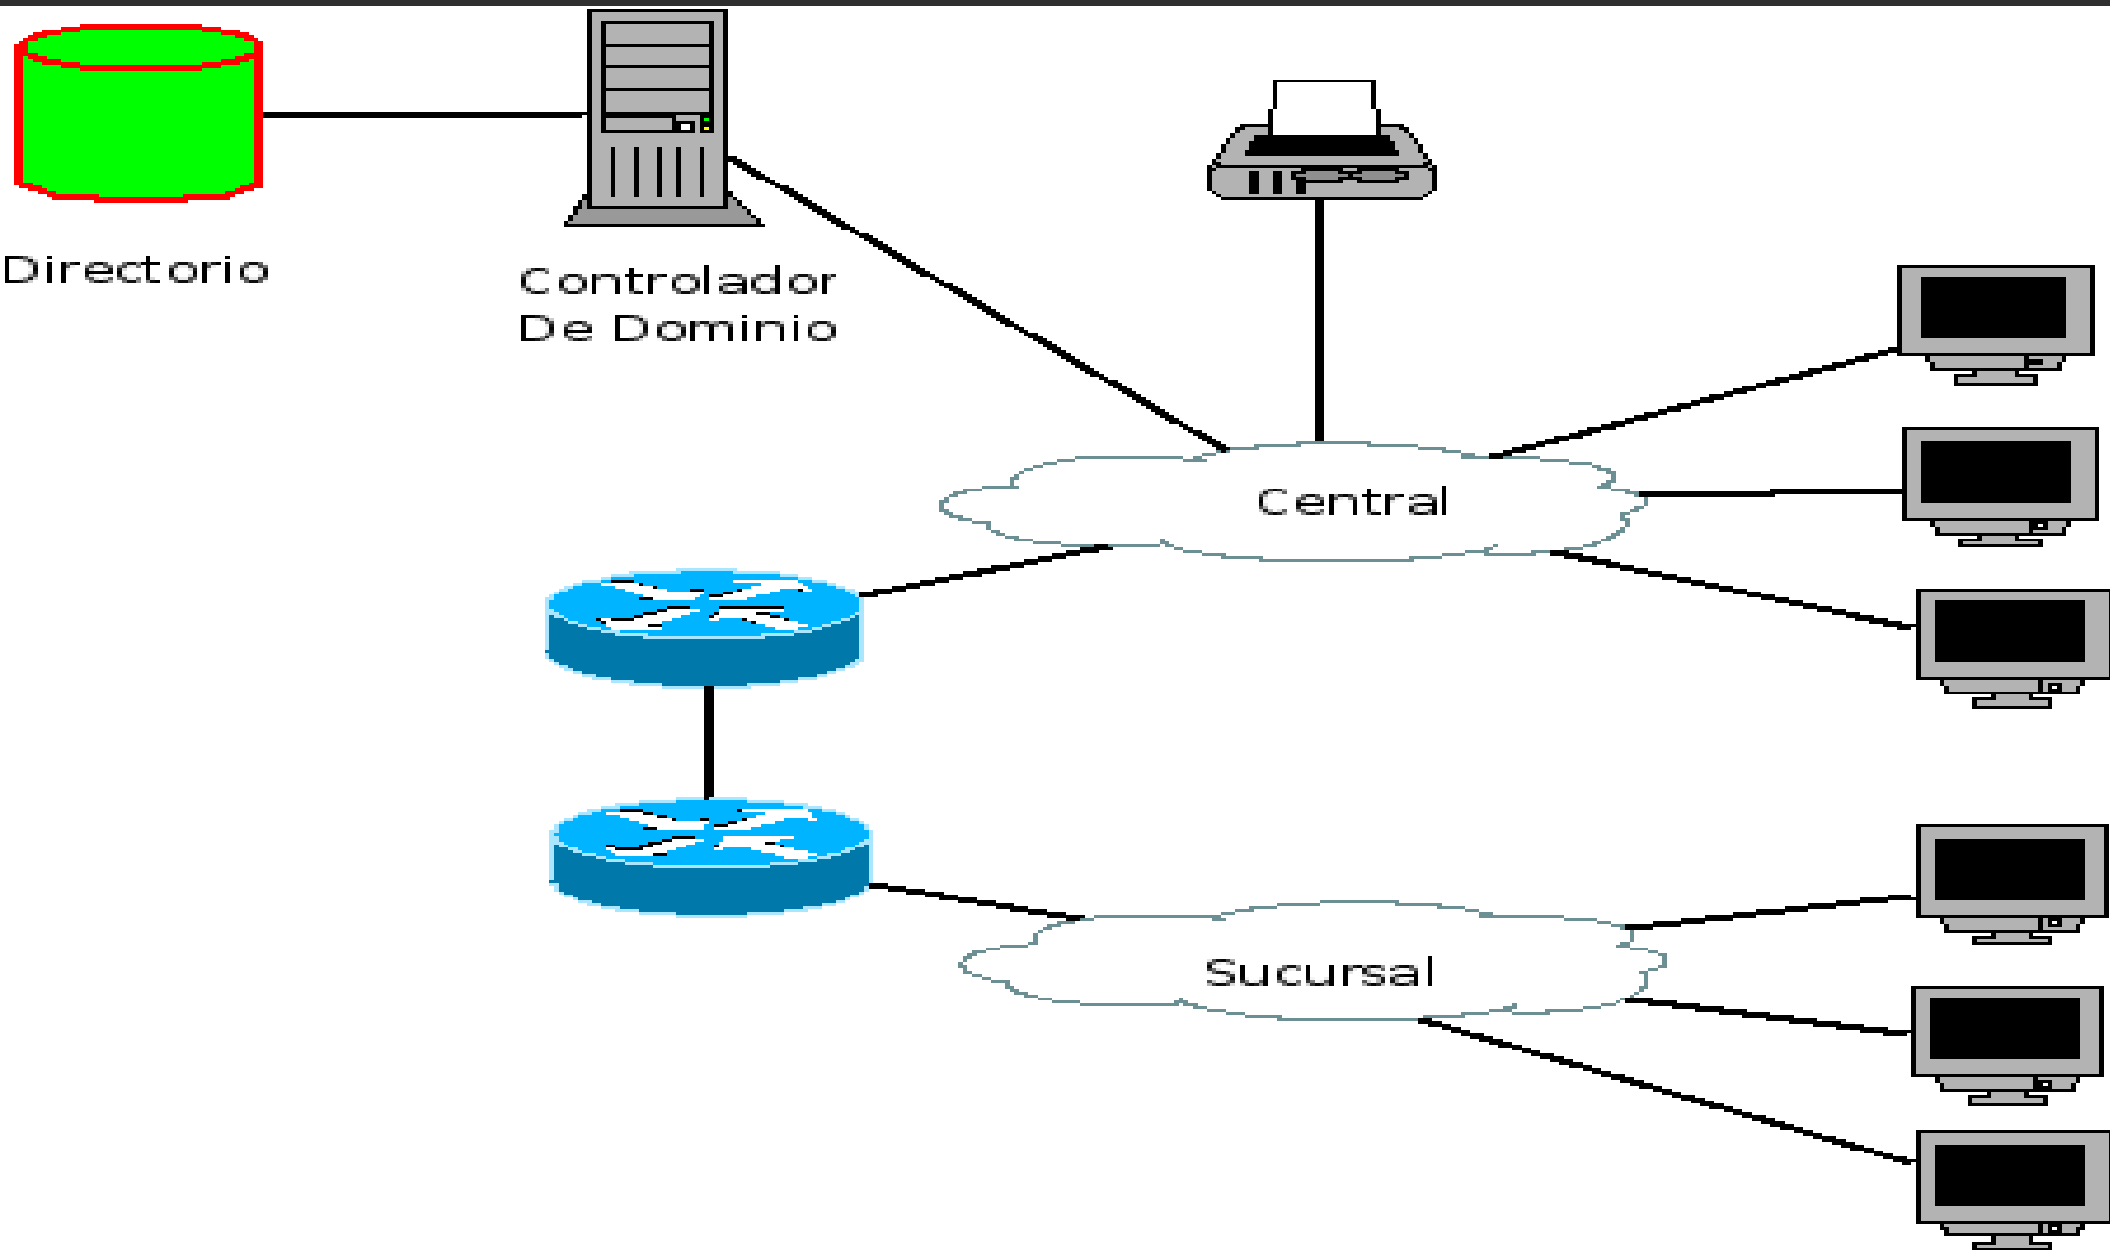 Directorio
Controlador
De Dominio
Central
Sucursal